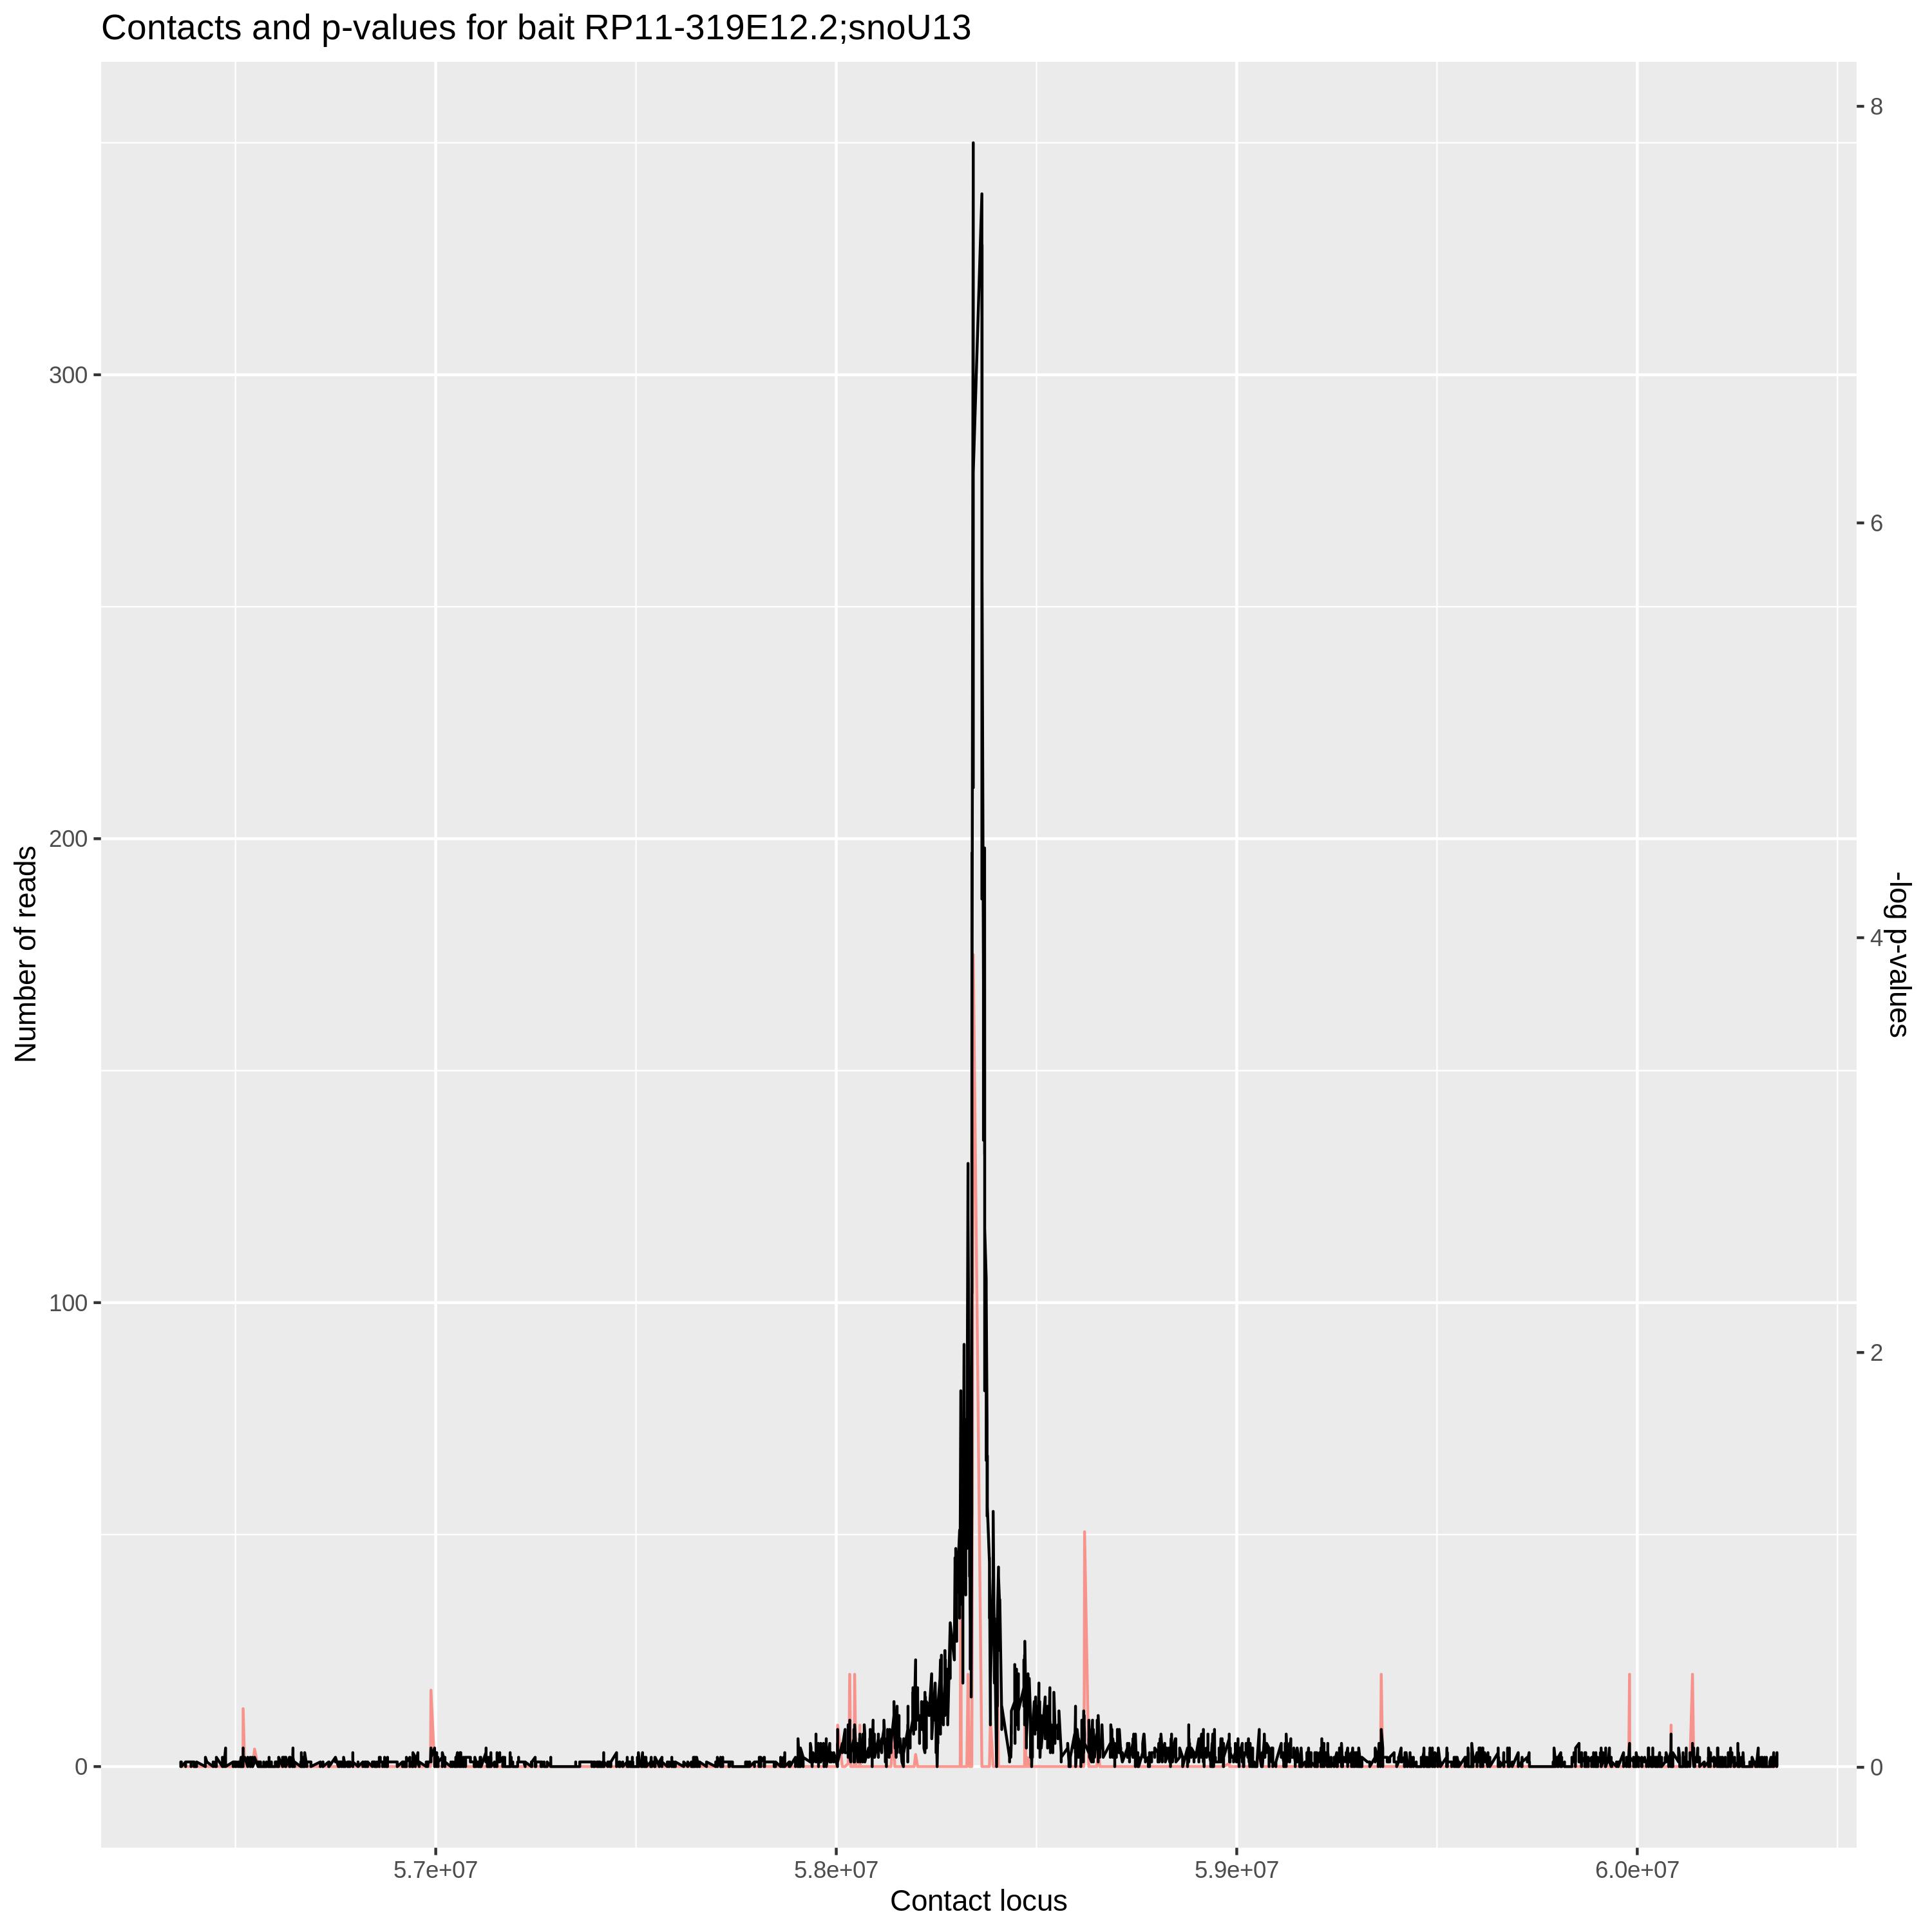 Contacts and p-values for bait RP11-319E12.2;snoU13
8
300
6
200
4
Number of reads
-log p-values
100
2
0
0
5.7e+07
5.8e+07
5.9e+07
6.0e+07
Contact locus